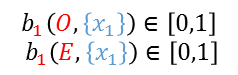 b₁(O, {x₁}) ∈ [0,1]
b₁(E, {x₁}) ∈ [0,1]